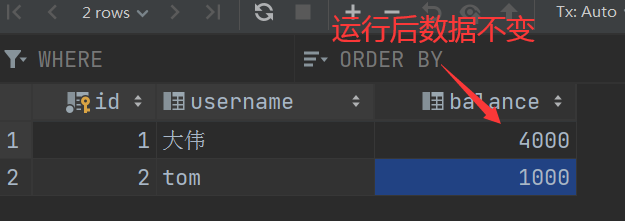 2 rows
Tx: Auto
运行后数据不变
WHERE
ORDER BY
id
username
balance
1
1
大伟
4000
2
2
tom
1000